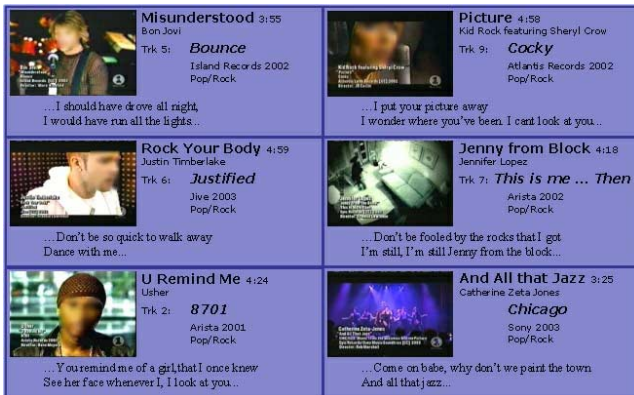 Misunderstood 3:55
Bon Jovi
Trk 5: Bounce
Island Records 2002
Pop/Rock
...I should have drove all night,
I would have run all the lights...
Picture 4:58
Kid Rock featuring Sheryl Crow
Trk 9: Cocky
Atlantis Records 2002
Pop/Rock
...I put your picture away
I wonder where you've been. I cant look at you...
Rock Your Body 4:59
Justin Timberlake
Trk 6: Justified
Jive 2003
Pop/Rock
...Don't be so quick to walk away
Dance with me...
Jenny from Block 4:18
Jennifer Lopez
Trk 7: This is me ... Then
Arista 2002
Pop/Rock
...Don't be fooled by the rocks that I got
I'm still, I'm still Jenny from the block...
U Remind Me 4:24
Usher
Trk 2: 8701
Arista 2001
Pop/Rock
...You remind me of a girl,that I once knew
See her face whenever I, I look at you...
And All that Jazz 3:25
Catherine Zeta Jones
Chicago
Sony 2003
Pop/Rock
...Come on babe, why don't we paint the town
And all that jazz...